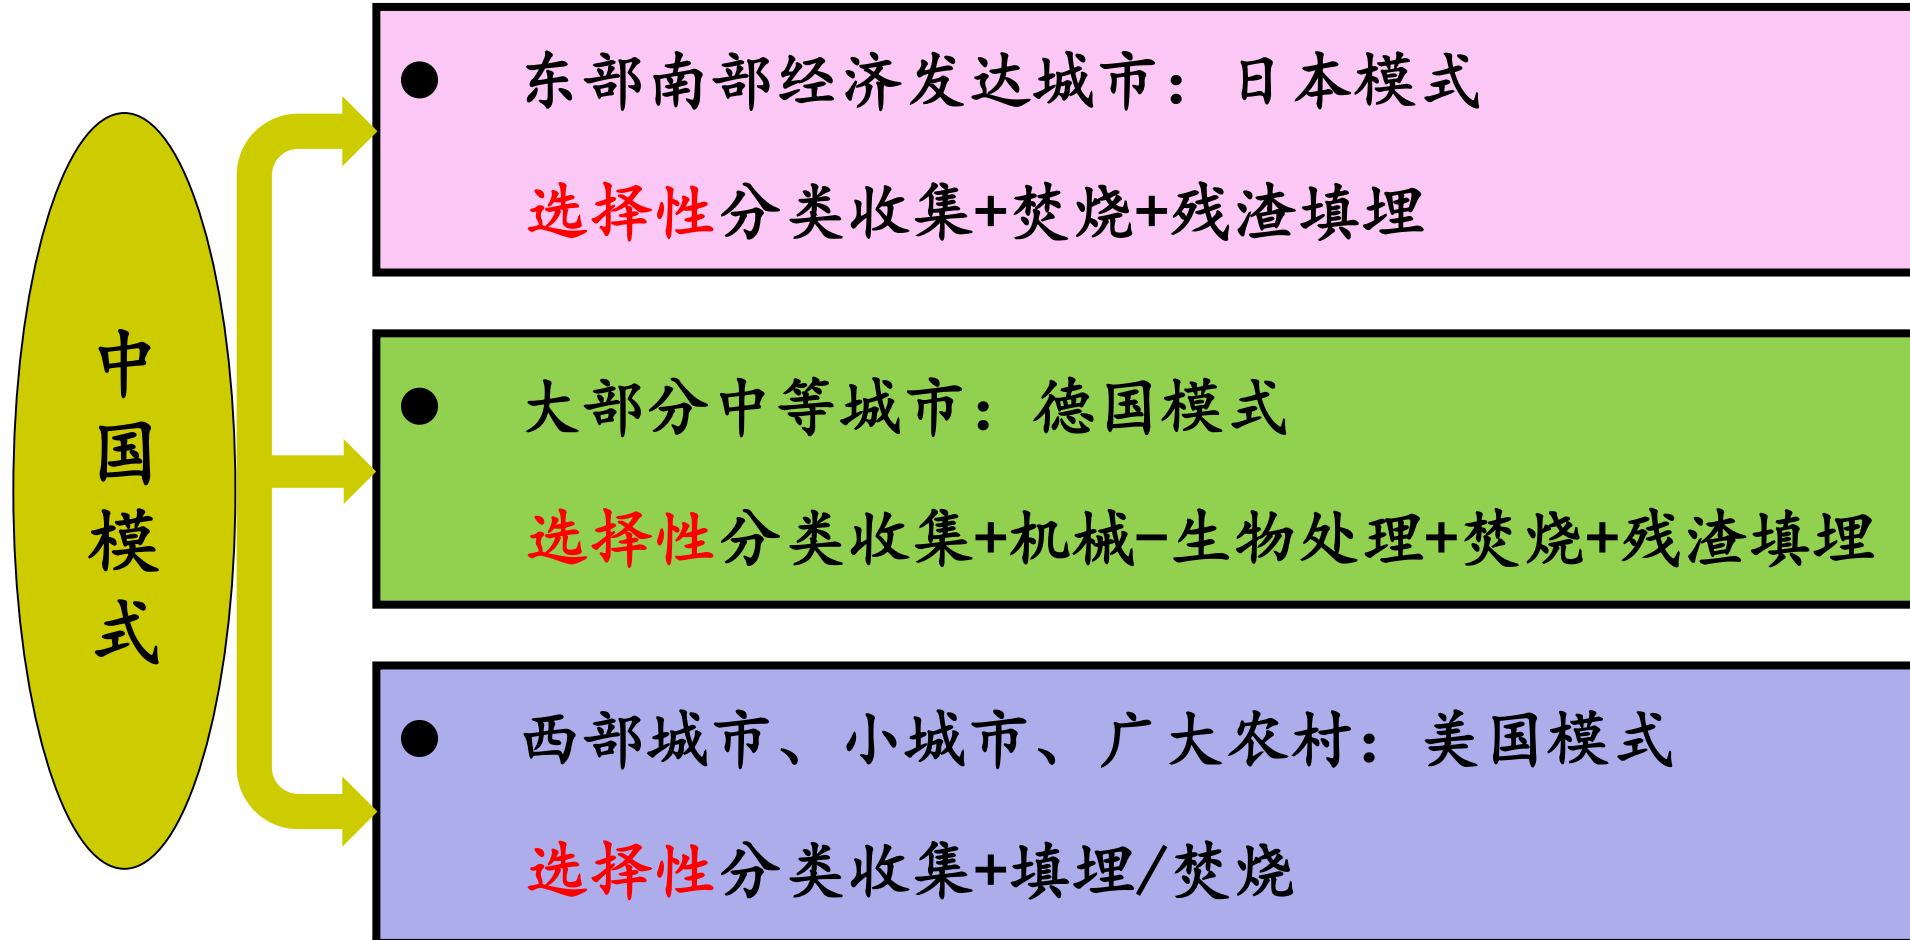 中国模式
● 东部南部经济发达城市：日本模式
选择性分类收集+焚烧+残渣填埋
● 大部分中等城市：德国模式
选择性分类收集+机械-生物处理+焚烧+残渣填埋
● 西部城市、小城市、广大农村：美国模式
选择性分类收集+填埋/焚烧